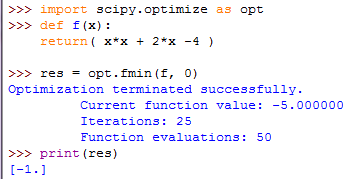 >>> import scipy.optimize as opt
>>> def f(x):
    return( x*x + 2*x -4 )
>>> res = opt.fmin(f, 0)
Optimization terminated successfully.
         Current function value: -5.000000
         Iterations: 25
         Function evaluations: 50
>>> print(res)
[-1.]